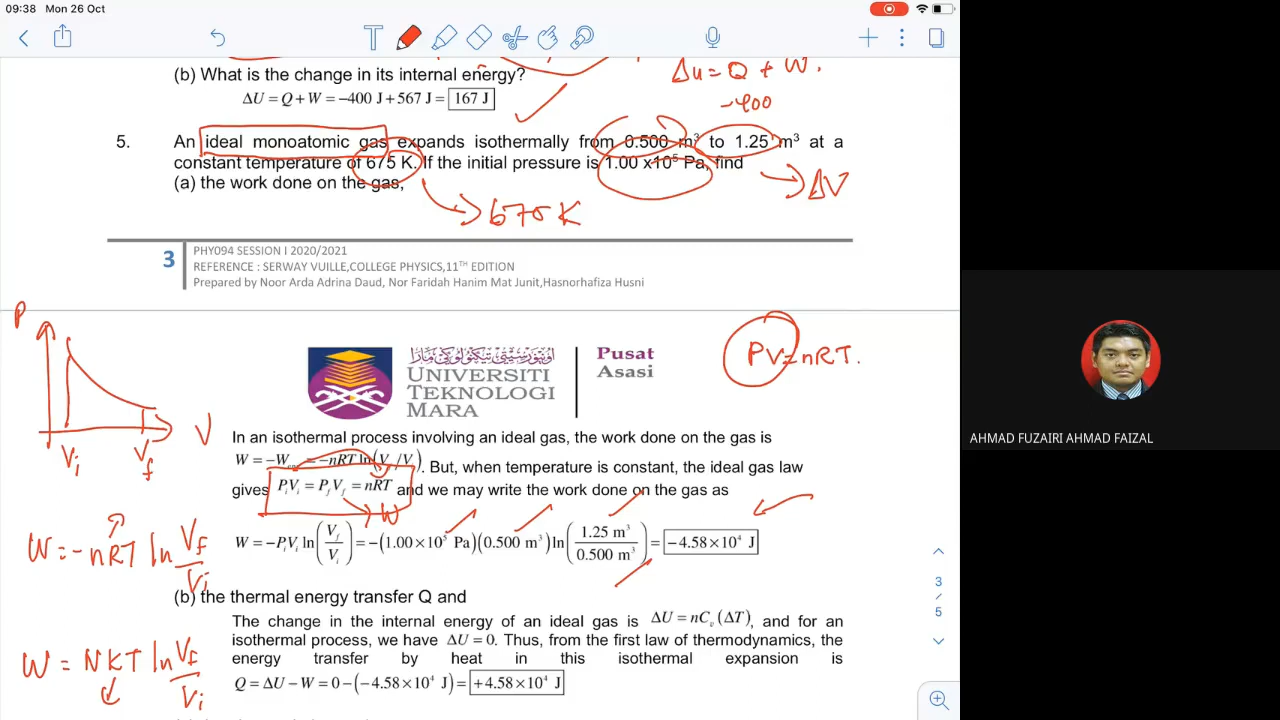 09:38 Mon 26 Oct
(b) What is the change in its internal energy?
ΔU = Q + W = −400 J + 567 J = 167 J
Δu = Q + W.
-400
5. An ideal monoatomic gas expands isothermally from 0.500 m³ to 1.25 m³ at a
constant temperature of 675 K. If the initial pressure is 1.00 x10⁵ Pa, find
(a) the work done on the gas,
ΔV
675 K
3
PHY094 SESSION I 2020/2021
REFERENCE : SERWAY VUILLE,COLLEGE PHYSICS,11TH EDITION
Prepared by Noor Arda Adrina Daud, Nor Faridah Hanim Mat Junit,Hasnorhafiza Husni
P
V
Vi
Vf
اونيۏرسيتي تيكنولوݢي مارا
UNIVERSITI
TEKNOLOGI
MARA
Pusat
Asasi
PV=nRT.
In an isothermal process involving an ideal gas, the work done on the gas is
W = −Wenv = −nRT ln(Vf/Vi). But, when temperature is constant, the ideal gas law
gives PiVi = PfVf = nRT and we may write the work done on the gas as
W
W = −PiVi ln(Vf/Vi) = −(1.00×10⁵ Pa)(0.500 m³) ln(1.25 m³/0.500 m³) = −4.58×10⁴ J
W = -nRT ln Vf/Vi
(b) the thermal energy transfer Q and
The change in the internal energy of an ideal gas is ΔU = nCv(ΔT), and for an
isothermal process, we have ΔU = 0. Thus, from the first law of thermodynamics, the
energy transfer by heat in this isothermal expansion is
Q = ΔU − W = 0 − (−4.58×10⁴ J) = +4.58×10⁴ J
W = NKT ln Vf/Vi
3
/
5
AHMAD FUZAIRI AHMAD FAIZAL